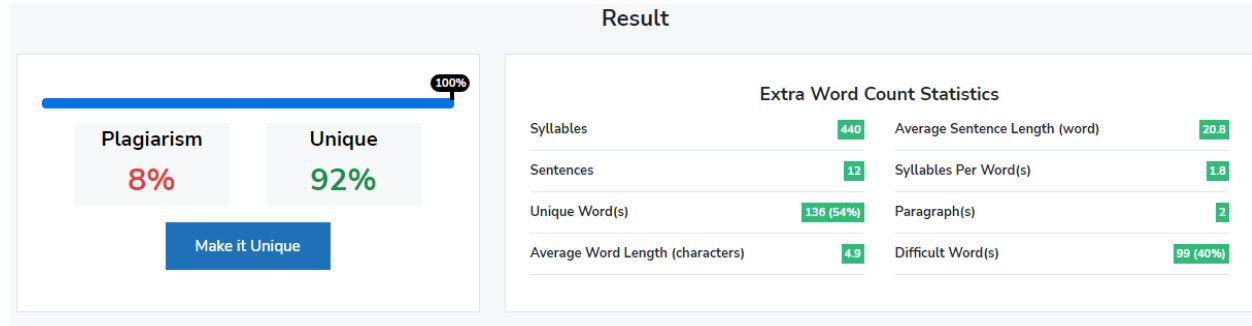 Result
100%
Plagiarism
8%
Unique
92%
Make it Unique
Extra Word Count Statistics
Syllables 440
Average Sentence Length (word) 20.8
Sentences 12
Syllables Per Word(s) 1.8
Unique Word(s) 136 (54%)
Paragraph(s) 2
Average Word Length (characters) 4.9
Difficult Word(s) 99 (40%)